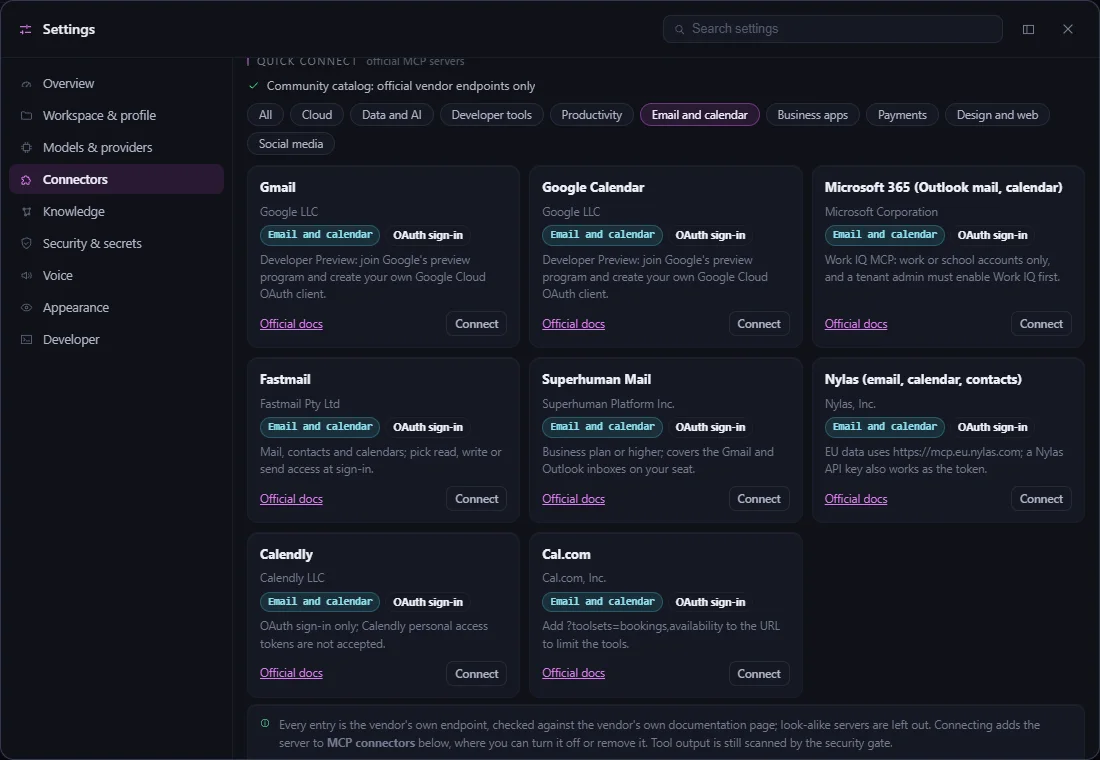 Settings
Search settings
Overview
Workspace & profile
Models & providers
Connectors
Knowledge
Security & secrets
Voice
Appearance
Developer
QUICK CONNECT official MCP servers
Community catalog: official vendor endpoints only
All Cloud Data and AI Developer tools Productivity Email and calendar Business apps Payments Design and web
Social media
Gmail
Google LLC
Email and calendar OAuth sign-in
Developer Preview: join Google's preview
program and create your own Google Cloud
OAuth client.
Official docs Connect
Google Calendar
Google LLC
Email and calendar OAuth sign-in
Developer Preview: join Google's preview
program and create your own Google Cloud
OAuth client.
Official docs Connect
Microsoft 365 (Outlook mail, calendar)
Microsoft Corporation
Email and calendar OAuth sign-in
Work IQ MCP: work or school accounts only,
and a tenant admin must enable Work IQ first.
Official docs Connect
Fastmail
Fastmail Pty Ltd
Email and calendar OAuth sign-in
Mail, contacts and calendars; pick read, write or
send access at sign-in.
Official docs Connect
Superhuman Mail
Superhuman Platform Inc.
Email and calendar OAuth sign-in
Business plan or higher; covers the Gmail and
Outlook inboxes on your seat.
Official docs Connect
Nylas (email, calendar, contacts)
Nylas, Inc.
Email and calendar OAuth sign-in
EU data uses https://mcp.eu.nylas.com; a Nylas
API key also works as the token.
Official docs Connect
Calendly
Calendly LLC
Email and calendar OAuth sign-in
OAuth sign-in only; Calendly personal access
tokens are not accepted.
Official docs Connect
Cal.com
Cal.com, Inc.
Email and calendar OAuth sign-in
Add ?toolsets=bookings,availability to the URL
to limit the tools.
Official docs Connect
Every entry is the vendor's own endpoint, checked against the vendor's own documentation page; look-alike servers are left out. Connecting adds the
server to MCP connectors below, where you can turn it off or remove it. Tool output is still scanned by the security gate.